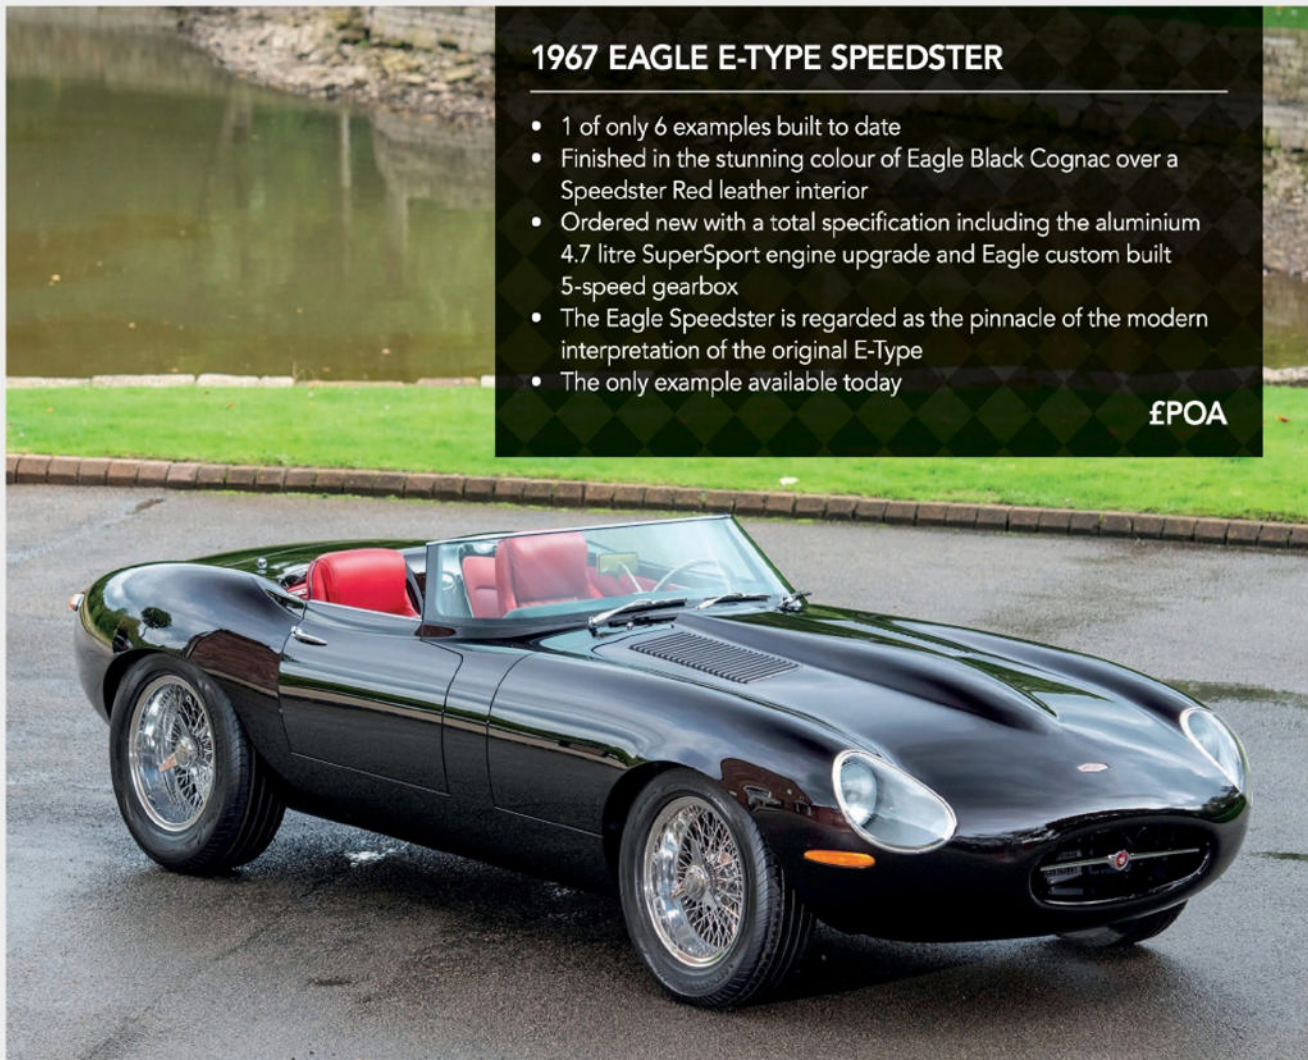 1967 EAGLE E-TYPE SPEEDSTER
• 1 of only 6 examples built to date
• Finished in the stunning colour of Eagle Black Cognac over a
Speedster Red leather interior
• Ordered new with a total specification including the aluminium
4.7 litre SuperSport engine upgrade and Eagle custom built
5-speed gearbox
• The Eagle Speedster is regarded as the pinnacle of the modern
interpretation of the original E-Type
• The only example available today
£POA